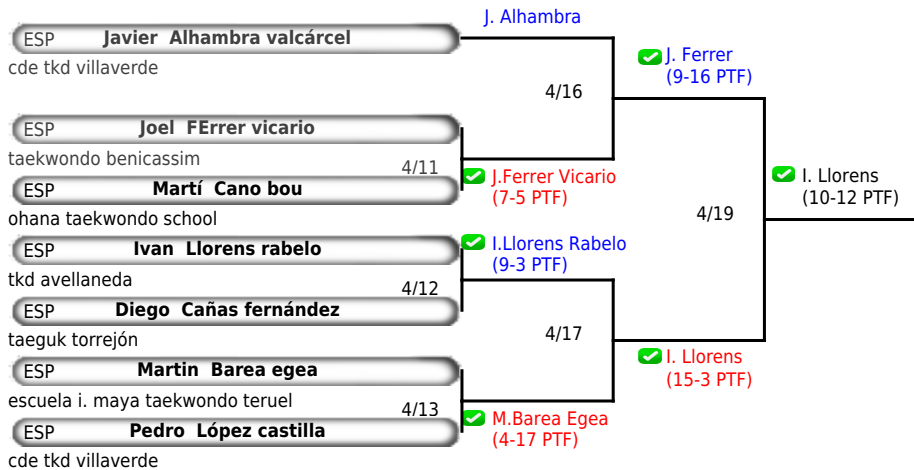 J. Alhambra
ESP Javier Alhambra valcárcel
cde tkd villaverde
J. Ferrer
(9-16 PTF)
4/16
ESP Joel FErrer vicario
taekwondo benicassim
4/11
J.Ferrer Vicario
(7-5 PTF)
I. Llorens
(10-12 PTF)
ESP Martí Cano bou
ohana taekwondo school
4/19
ESP Ivan Llorens rabelo
I.Llorens Rabelo
(9-3 PTF)
tkd avellaneda
4/12
ESP Diego Cañas fernández
taeguk torrejón
4/17
I. Llorens
(15-3 PTF)
ESP Martin Barea egea
escuela i. maya taekwondo teruel
4/13
M.Barea Egea
(4-17 PTF)
ESP Pedro López castilla
cde tkd villaverde